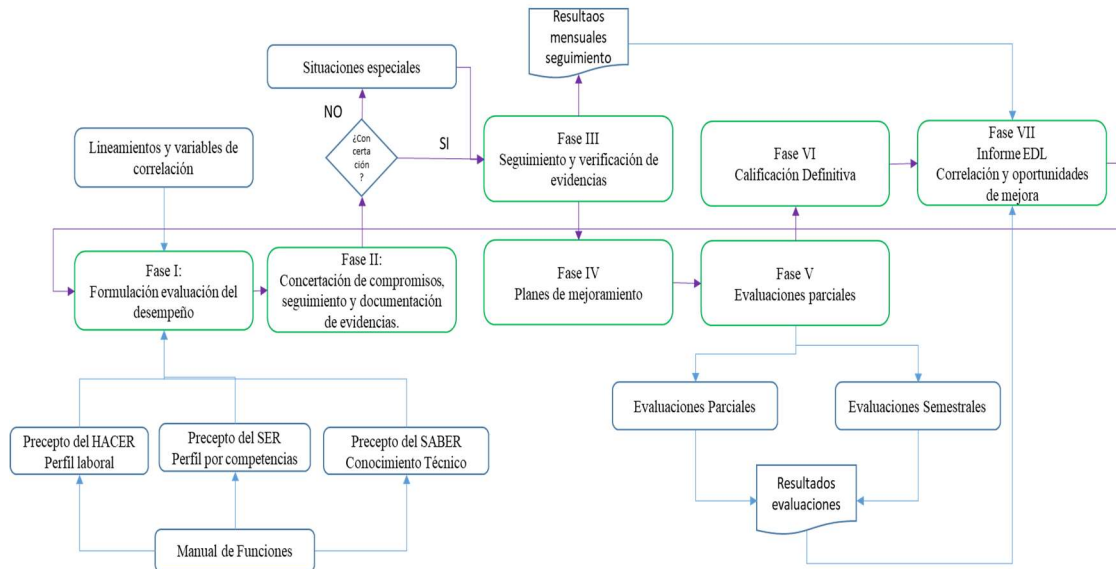 Resultaos
mensuales
seguimiento
Situaciones especiales
NO
¿Con
certa
ción
?
SI
Lineamientos y variables de
correlación
Fase III
Seguimiento y verificación de
evidencias
Fase VI
Calificación Definitiva
Fase VII
Informe EDL
Correlación y oportunidades
de mejora
Fase I:
Formulación evaluación del
desempeño
Fase II:
Concertación de compromisos,
seguimiento y documentación
de evidencias.
Fase IV
Planes de mejoramiento
Fase V
Evaluaciones parciales
Evaluaciones Parciales
Evaluaciones Semestrales
Precepto del HACER
Perfil laboral
Precepto del SER
Perfil por competencias
Precepto del SABER
Conocimiento Técnico
Resultados
evaluaciones
Manual de Funciones